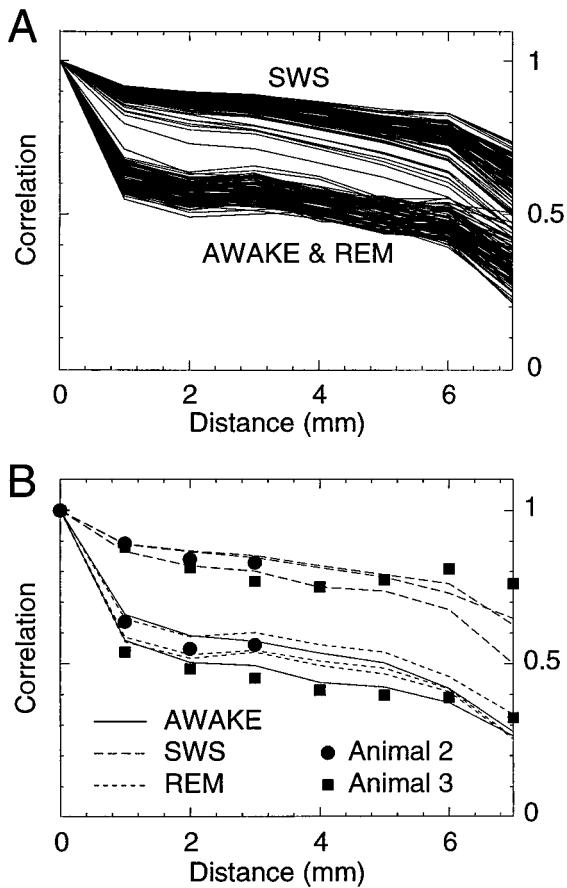 A
SWS
AWAKE & REM
Correlation
1
0.5
0
0 2 4 6
Distance (mm)
B
Correlation
1
0.5
0
AWAKE
SWS
REM
Animal 2
Animal 3
0 2 4 6
Distance (mm)